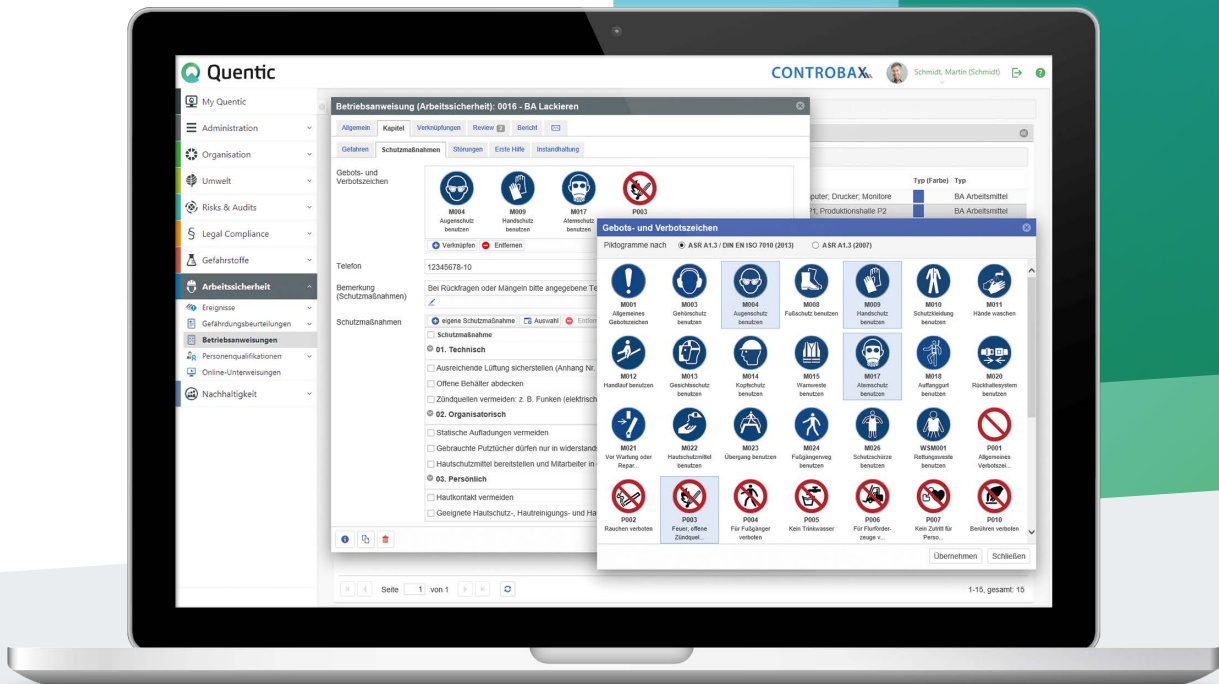 Quentic
CONTROBAX
Schmidt, Martin (Schmidt)
My Quentic
Administration
Organisation
Umwelt
Risks & Audits
Legal Compliance
Gefahrstoffe
Arbeitssicherheit
Ereignisse
Gefährdungsbeurteilungen
Betriebsanweisungen
Personenqualifikationen
Online-Unterweisungen
Nachhaltigkeit
Betriebsanweisung (Arbeitssicherheit): 0016 - BA Lackieren
Allgemein Kapitel Verknüpfungen Review 2 Bericht
Gefahren Schutzmaßnahmen Störungen Erste Hilfe Instandhaltung
Gebots- und
Verbotszeichen
M004 M009 M017 P003
Augenschutz Handschutz Atemschutz
benutzen benutzen benutzen
Verknüpfen Entfernen
Telefon
12345678-10
Bemerkung
(Schutzmaßnahmen)
Bei Rückfragen oder Mängeln bitte angegebene Te
Schutzmaßnahmen
eigene Schutzmaßnahme Auswahl Entfern
Schutzmaßnahme
01. Technisch
Ausreichende Lüftung sicherstellen (Anhang Nr.
Offene Behälter abdecken
Zündquellen vermeiden: z. B. Funken (elektrisch
02. Organisatorisch
Statische Aufladungen vermeiden
Gebrauchte Putztücher dürfen nur in widerstands
Hautschutzmittel bereitstellen und Mitarbeiter in
03. Persönlich
Hautkontakt vermeiden
Geeignete Hautschutz-, Hautreinigungs- und Ha
Typ (Farbe) Typ
puter; Drucker; Monitore BA Arbeitsmittel
P1; Produktionshalle P2 BA Arbeitsmittel
Gebots- und Verbotszeichen
Piktogramme nach ASR A1.3 / DIN EN ISO 7010 (2013) ASR A1.3 (2007)
M001 M003 M004 M008 M009 M010 M011
Allgemeines Gehörschutz Augenschutz Fußschutz benutzen Handschutz Schutzkleidung Hände waschen
Gebotszeichen benutzen benutzen benutzen benutzen
M012 M013 M014 M015 M017 M018 M020
Handlauf benutzen Gesichtsschutz Kopfschutz Warnweste Atemschutz Auffanggurt Rückhaltesystem
benutzen benutzen benutzen benutzen benutzen benutzen
M021 M022 M023 M024 M026 WSM001 P001
Vor Wartung oder Hautschutzmittel Übergang benutzen Fußgängerweg Schutzschürze Rettungsweste Allgemeines
Repar... benutzen benutzen benutzen benutzen Verbotszei...
P002 P003 P004 P005 P006 P007 P010
Rauchen verboten Feuer, offene Für Fußgänger Kein Trinkwasser Für Flurförder- Kein Zutritt für Berühren verboten
Zündquel... verboten zeuge v... Perso...
Übernehmen Schließen
Seite 1 von 1
1-15, gesamt: 15